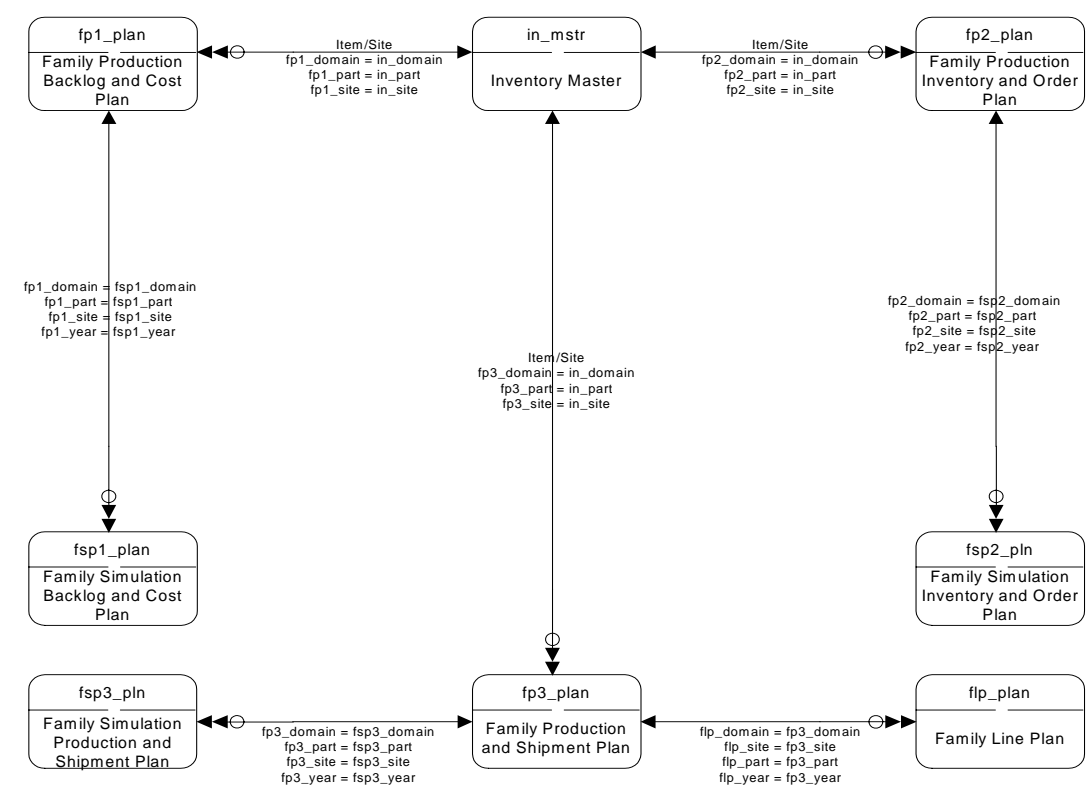 fp1_plan
Family Production
Backlog and Cost
Plan
Item/Site
fp1_domain = in_domain
fp1_part = in_part
fp1_site = in_site
in_mstr
Inventory Master
Item/Site
fp2_domain = in_domain
fp2_part = in_part
fp2_site = in_site
fp2_plan
Family Production
Inventory and Order
Plan
fp1_domain = fsp1_domain
fp1_part = fsp1_part
fp1_site = fsp1_site
fp1_year = fsp1_year
Item/Site
fp3_domain = in_domain
fp3_part = in_part
fp3_site = in_site
fp2_domain = fsp2_domain
fp2_part = fsp2_part
fp2_site = fsp2_site
fp2_year = fsp2_year
fsp1_plan
Family Simulation
Backlog and Cost
Plan
fsp2_pln
Family Simulation
Inventory and Order
Plan
fsp3_pln
Family Simulation
Production and
Shipment Plan
fp3_domain = fsp3_domain
fp3_part = fsp3_part
fp3_site = fsp3_site
fp3_year = fsp3_year
fp3_plan
Family Production
and Shipment Plan
flp_domain = fp3_domain
flp_site = fp3_site
flp_part = fp3_part
flp_year = fp3_year
flp_plan
Family Line Plan